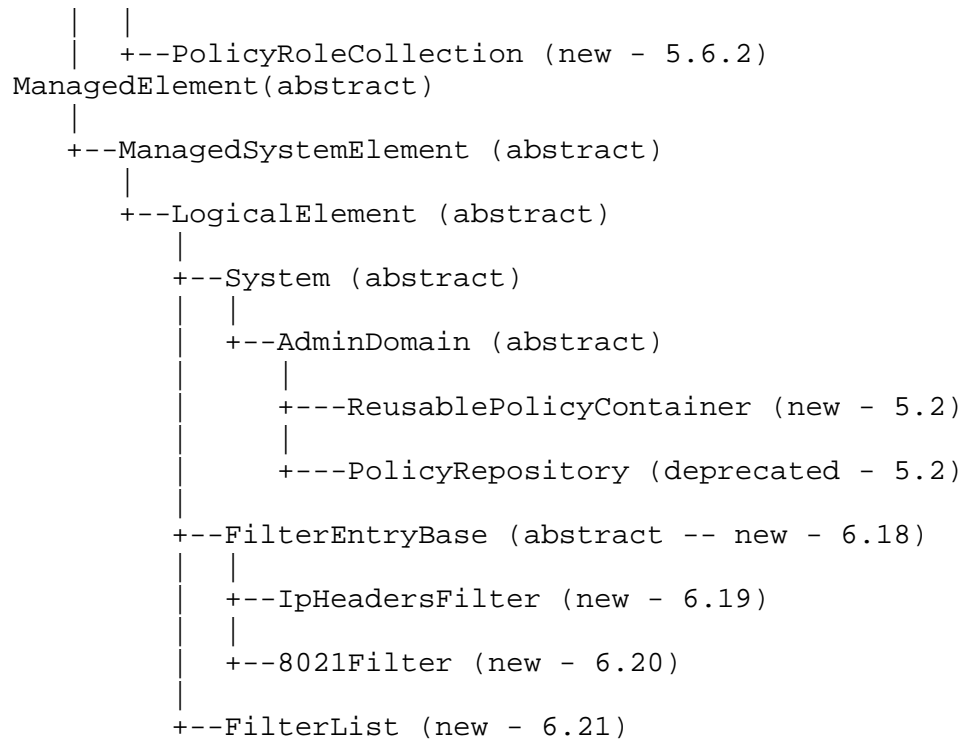 |  |
   |  +--PolicyRoleCollection (new - 5.6.2)
ManagedElement(abstract)
   |
   +--ManagedSystemElement (abstract)
      |
      +--LogicalElement (abstract)
         |
         +--System (abstract)
         |  |
         |  +--AdminDomain (abstract)
         |     |
         |     +---ReusablePolicyContainer (new - 5.2)
         |     |
         |     +---PolicyRepository (deprecated - 5.2)
         |
         +--FilterEntryBase (abstract -- new - 6.18)
         |  |
         |  +--IpHeadersFilter (new - 6.19)
         |  |
         |  +--8021Filter (new - 6.20)
         |
         +--FilterList (new - 6.21)